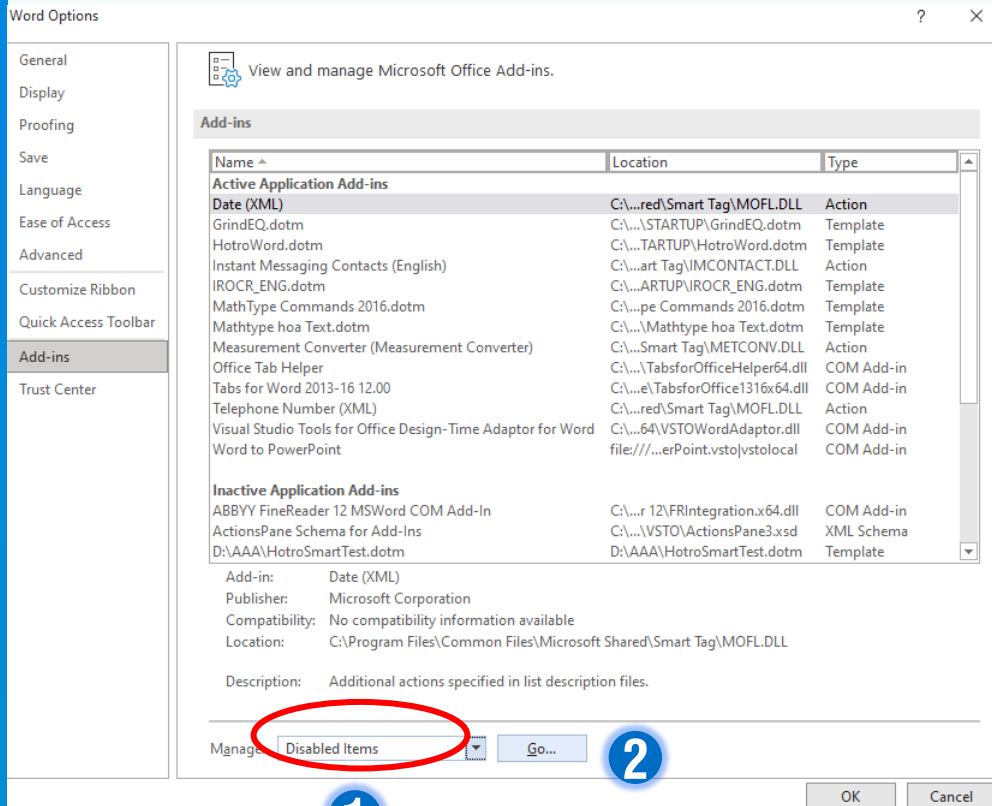 Word Options ?
General
Display
Proofing
Save
Language
Ease of Access
Advanced
Customize Ribbon
Quick Access Toolbar
Add-ins
Trust Center
View and manage Microsoft Office Add-ins.
Add-ins
Name Location Type
Active Application Add-ins
Date (XML) C:\...red\Smart Tag\MOFL.DLL Action
GrindEQ.dotm C:\...\STARTUP\GrindEQ.dotm Template
HotroWord.dotm C:\...TARTUP\HotroWord.dotm Template
Instant Messaging Contacts (English) C:\...art Tag\IMCONTACT.DLL Action
IROCR_ENG.dotm C:\...ARTUP\IROCR_ENG.dotm Template
MathType Commands 2016.dotm C:\...pe Commands 2016.dotm Template
Mathtype hoa Text.dotm C:\...\Mathtype hoa Text.dotm Template
Measurement Converter (Measurement Converter) C:\...Smart Tag\METCONV.DLL Action
Office Tab Helper C:\...\TabsforOfficeHelper64.dll COM Add-in
Tabs for Word 2013-16 12.00 C:\...e\TabsforOffice1316x64.dll COM Add-in
Telephone Number (XML) C:\...red\Smart Tag\MOFL.DLL Action
Visual Studio Tools for Office Design-Time Adaptor for Word C:\...64\VSTOWordAdaptor.dll COM Add-in
Word to PowerPoint file:///...erPoint.vsto|vstolocal COM Add-in
Inactive Application Add-ins
ABBYY FineReader 12 MSWord COM Add-In C:\...r 12\FRIntegration.x64.dll COM Add-in
ActionsPane Schema for Add-Ins C:\...\VSTO\ActionsPane3.xsd XML Schema
D:\AAA\HotroSmartTest.dotm D:\AAA\HotroSmartTest.dotm Template
Add-in: Date (XML)
Publisher: Microsoft Corporation
Compatibility: No compatibility information available
Location: C:\Program Files\Common Files\Microsoft Shared\Smart Tag\MOFL.DLL
Description: Additional actions specified in list description files.
Manage: Disabled Items Go... 2
1
OK Cancel